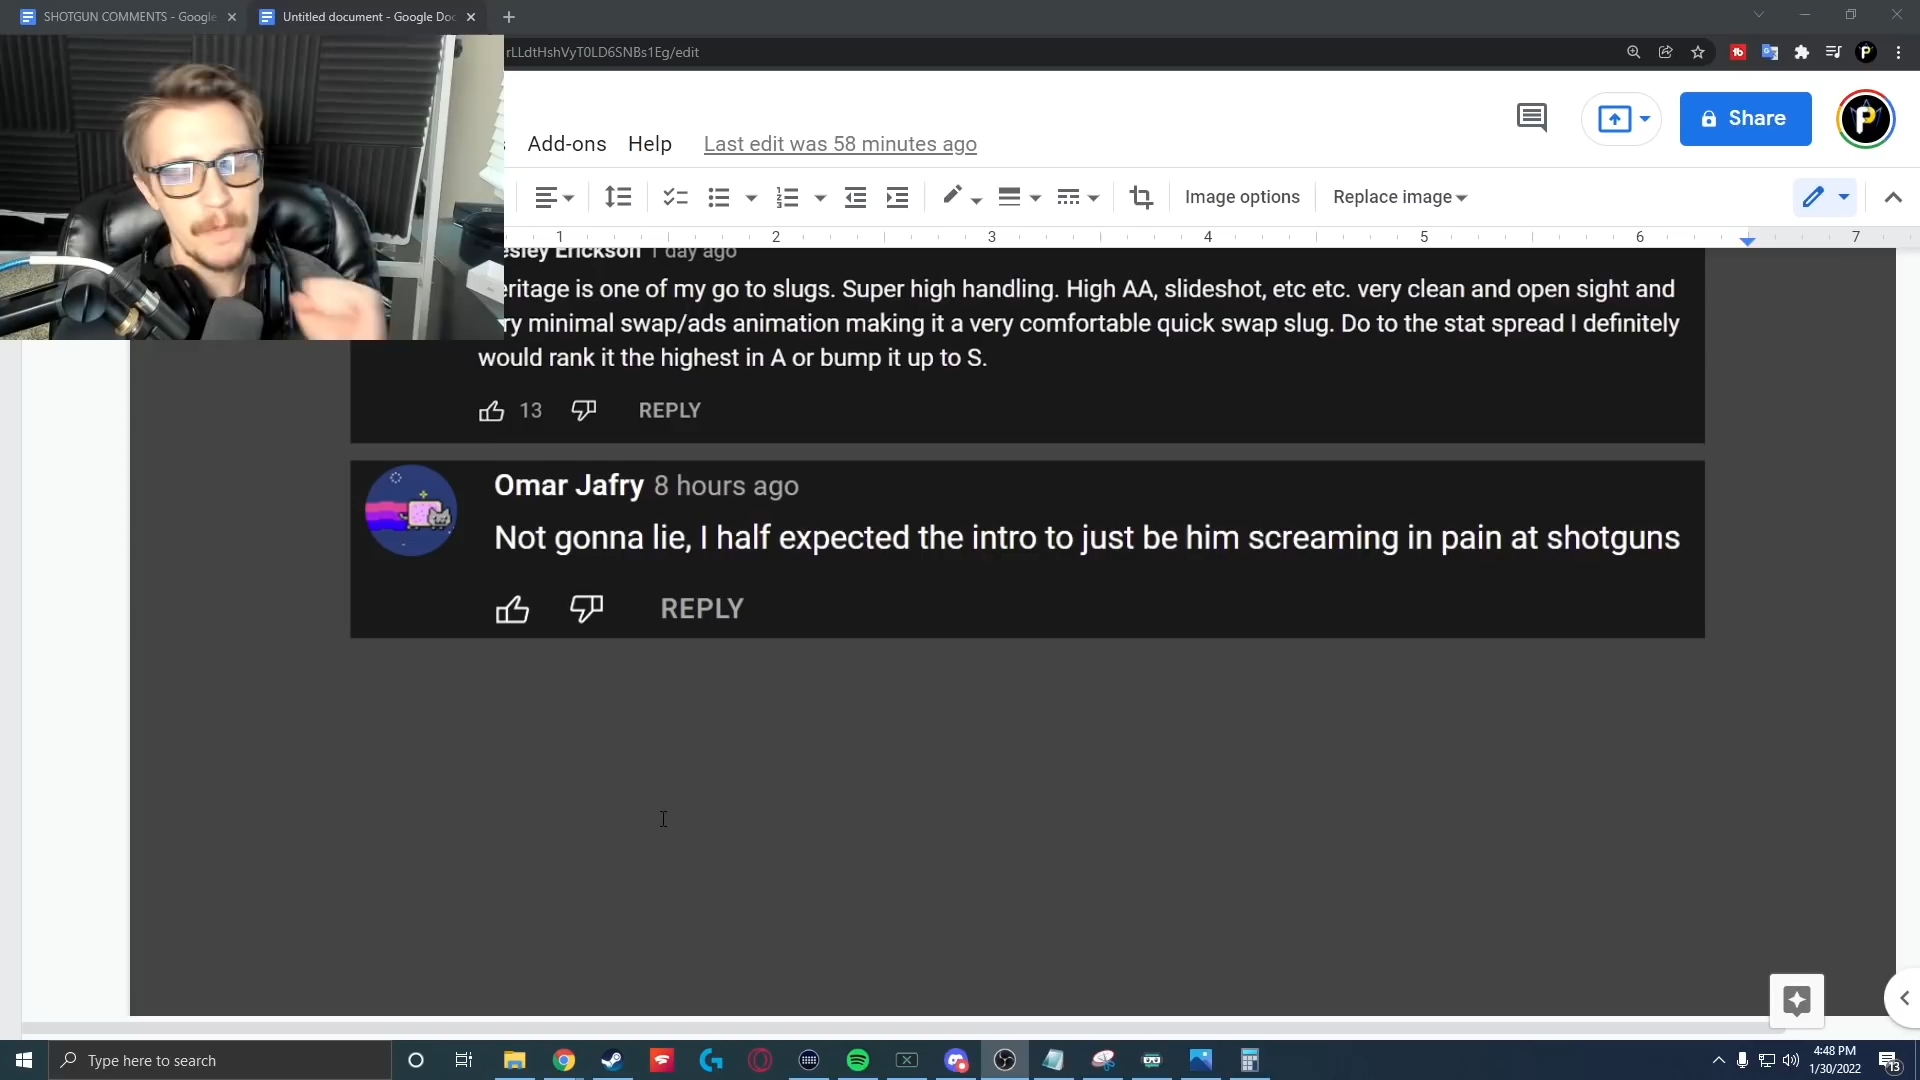 SHOTGUN COMMENTS - Google
Untitled document - Google Doc
rLLdtHshVyT0LD6SNBs1Eg/edit
Share
Add-ons Help Last edit was 58 minutes ago
Image options Replace image
1 2 3 4 5 6 7
esley Erickson 1 day ago
eritage is one of my go to slugs. Super high handling. High AA, slideshot, etc etc. very clean and open sight and
ry minimal swap/ads animation making it a very comfortable quick swap slug. Do to the stat spread I definitely
would rank it the highest in A or bump it up to S.
13 REPLY
Omar Jafry 8 hours ago
Not gonna lie, I half expected the intro to just be him screaming in pain at shotguns
REPLY
Type here to search
4:48 PM
1/30/2022
13